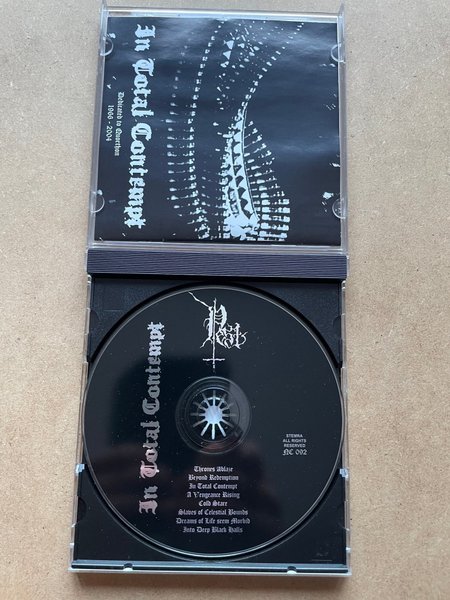 In Total Contempt
Dedicated to Quorthon
1966 - 2004
Pest
In Total Contempt
STEMRA
ALL RIGHTS
RESERVED
NC 092
Thrones Ablaze
Beyond Redemption
In Total Contempt
A Vengeance Rising
Cold Stare
Slaves of Celestial Bounds
Dreams of Life seem Morbid
Into Deep Black Halls